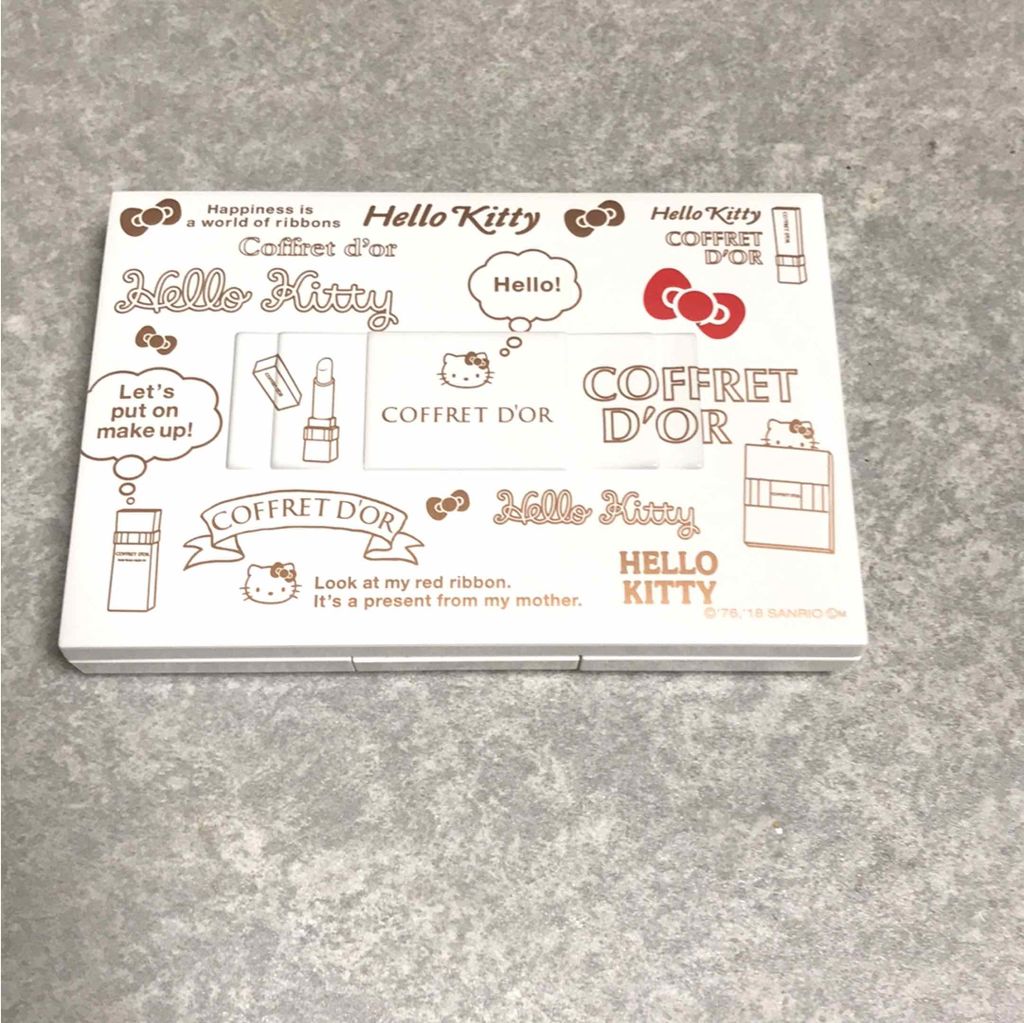 Happiness is
a world of ribbons
Hello Kitty
Hello Kitty
COFFRET
D'OR
Coffret d'or
Hello Kitty
Hello!
Let's
put on
make up!
COFFRET D'OR
COFFRET
D'OR
COFFRET D'OR
Hello Kitty
COFFRET D'OR
Look at my red ribbon.
It's a present from my mother.
HELLO
KITTY
©'76,'18 SANRIO